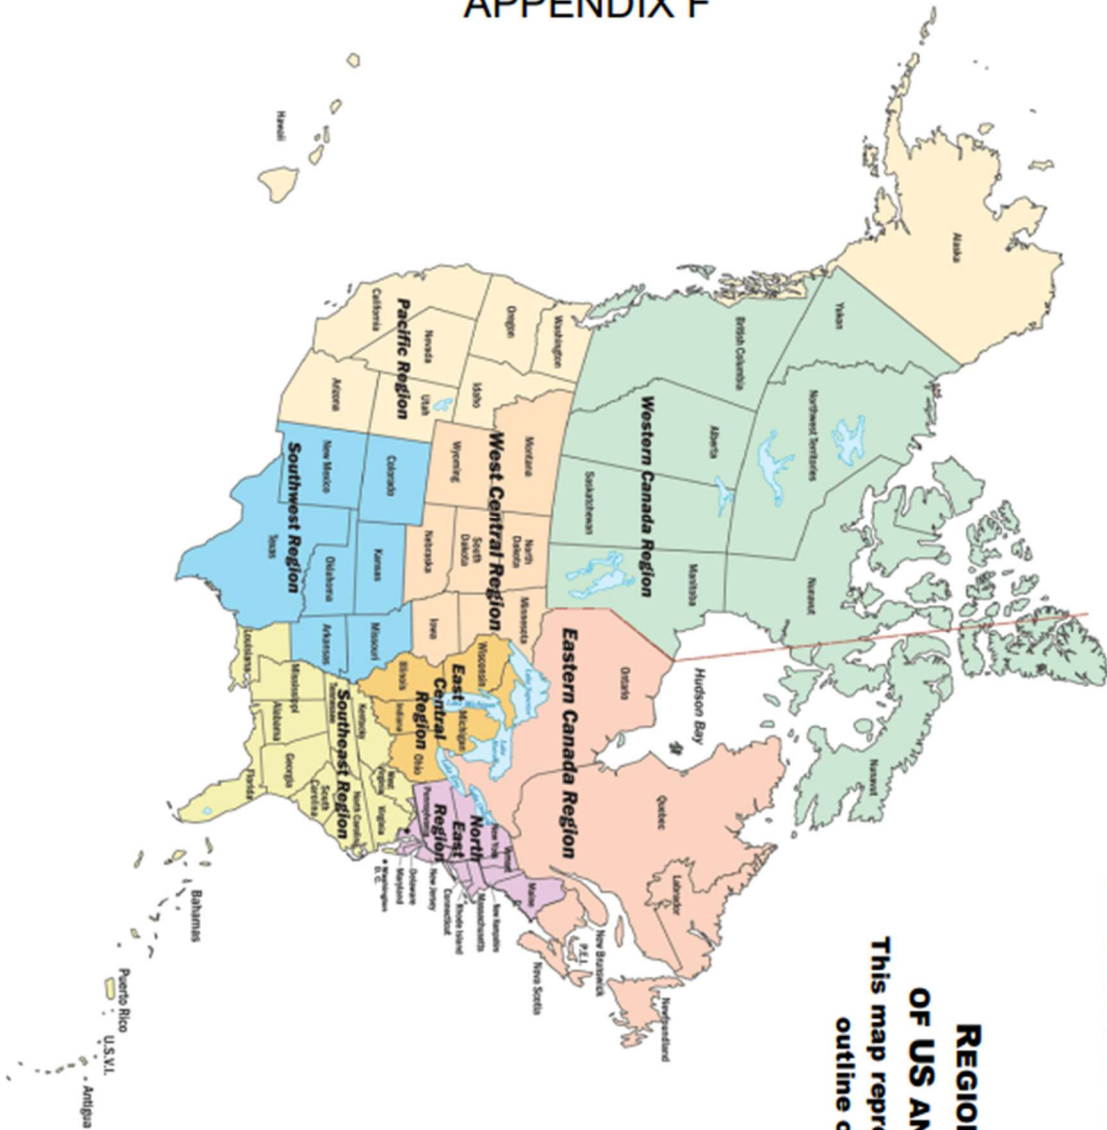 APPENDIX F
REGIO
OF US AN
This map repre
outline o
Alaska
Hawaii
Yukon
Northwest Territories
Nunavut
Nunavut
British Columbia
Alberta
Saskatchewan
Manitoba
Western Canada Region
Hudson Bay
Ontario
Quebec
Labrador
Newfoundland
New Brunswick
P.E.I.
Nova Scotia
Eastern Canada Region
Washington
Oregon
Idaho
California
Nevada
Utah
Arizona
Pacific Region
Montana
Wyoming
North
Dakota
South
Dakota
Nebraska
Minnesota
Iowa
West Central Region
Colorado
New Mexico
Kansas
Oklahoma
Texas
Missouri
Arkansas
Southwest Region
Wisconsin
Michigan
Illinois
Indiana
Ohio
East
Central
Region
Louisiana
Mississippi
Alabama
Georgia
Florida
Tennessee
Kentucky
West
Virginia
Virginia
North Carolina
South
Carolina
Southeast Region
Maine
New York
Pennsylvania
New Hampshire
Massachusetts
Rhode Island
Connecticut
New Jersey
Delaware
Maryland
Washington
D.C.
North
East
Region
Bahamas
Puerto Rico
U.S.V.I.
Antigua